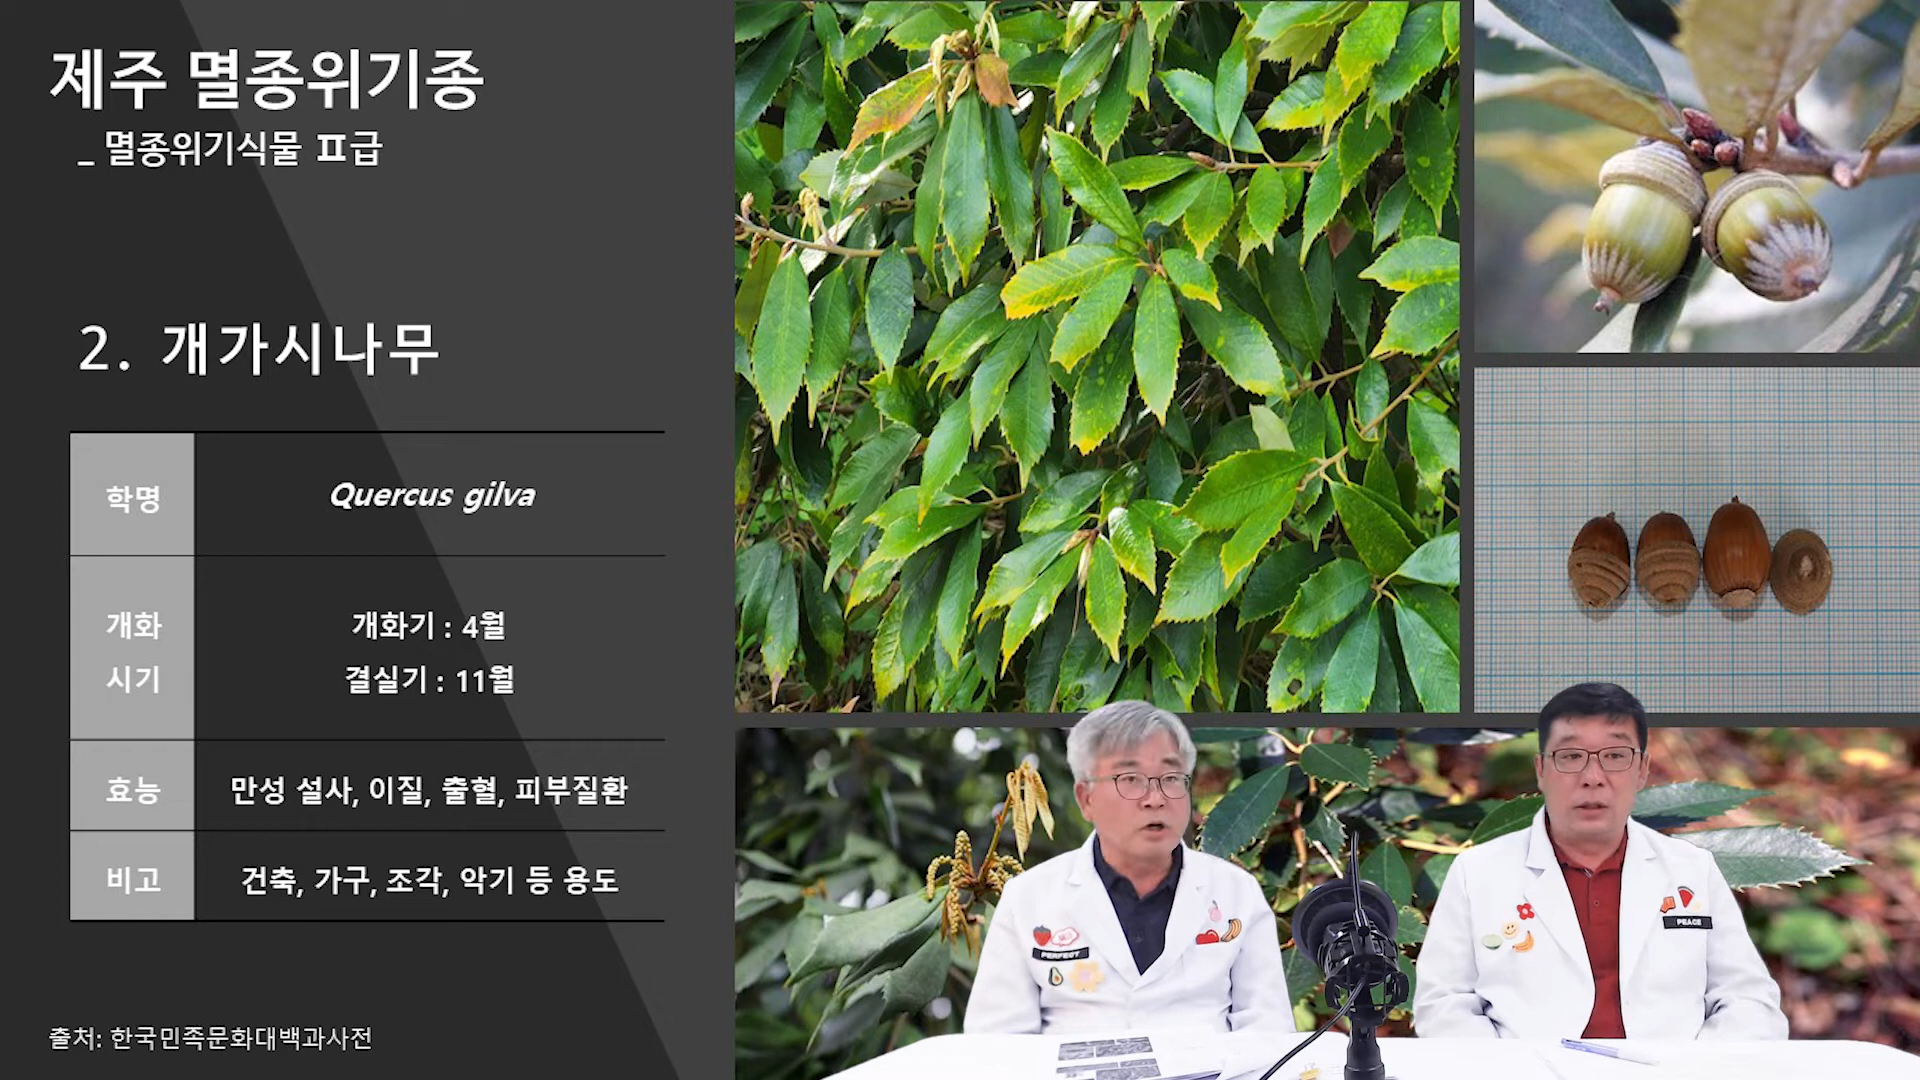 제주 멸종위기종
_ 멸종위기식물 Ⅱ급
2. 개가시나무
학명
Quercus gilva
개화
시기
개화기 : 4월
결실기 : 11월
효능
만성 설사, 이질, 출혈, 피부질환
비고
건축, 가구, 조각, 악기 등 용도
출처: 한국민족문화대백과사전
PERFECT
PEACE